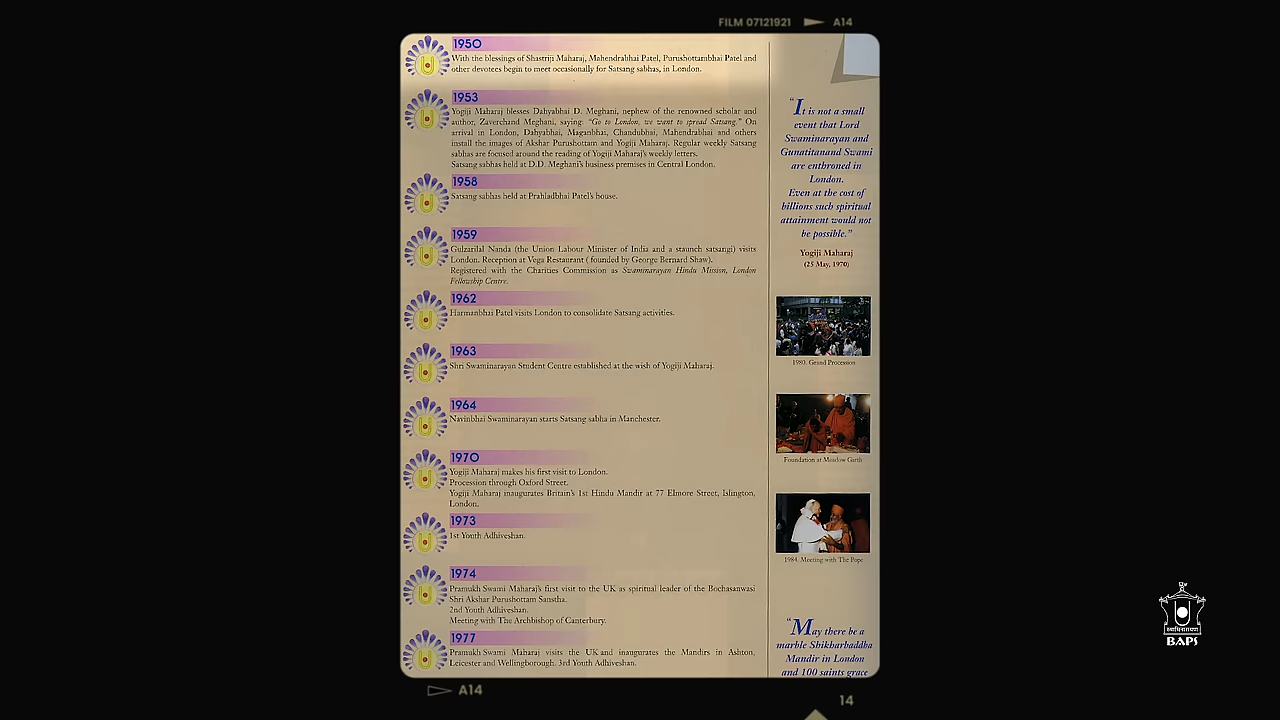 FILM 07121921 A14
1950
With the blessings of Shastriji Maharaj, Mahendrabhai Patel, Purushottambhai Patel and
other devotees begin to meet occasionally for Satsang sabhas, in London.
1953
Yogiji Maharaj blesses Dahyabhai D. Meghani, nephew of the renowned scholar and
author, Zaverchand Meghani, saying: “Go to London, we want to spread Satsang.” On
arrival in London, Dahyabhai, Maganbhai, Chandubhai, Mahendrabhai and others
install the images of Akshar Purushottam and Yogiji Maharaj. Regular weekly Satsang
sabhas are focused around the reading of Yogiji Maharaj's weekly letters.
Satsang sabhas held at D.D. Meghani's business premises in Central London.
1958
Satsang sabhas held at Prahladbhai Patel's house.
1959
Gulzarilal Nanda (the Union Labour Minister of India and a staunch satsangi) visits
London. Reception at Vega Restaurant ( founded by George Bernard Shaw).
Registered with the Charities Commission as Swaminarayan Hindu Mission, London
Fellowship Centre.
1962
Harmanbhai Patel visits London to consolidate Satsang activities.
1963
Shri Swaminarayan Student Centre established at the wish of Yogiji Maharaj.
1964
Navinbhai Swaminarayan starts Satsang sabha in Manchester.
1970
Yogiji Maharaj makes his first visit to London.
Procession through Oxford Street.
Yogiji Maharaj inaugurates Britain's 1st Hindu Mandir at 77 Elmore Street, Islington,
London.
1973
1st Youth Adhiveshan.
1974
Pramukh Swami Maharaj's first visit to the UK as spiritual leader of the Bochasanwasi
Shri Akshar Purushottam Sanstha.
2nd Youth Adhiveshan.
Meeting with The Archbishop of Canterbury.
1977
Pramukh Swami Maharaj visits the UK and inaugurates the Mandirs in Ashton,
Leicester and Wellingborough. 3rd Youth Adhiveshan.
“It is not a small
event that Lord
Swaminarayan and
Gunatitanand Swami
are enthroned in
London.
Even at the cost of
billions such spiritual
attainment would not
be possible.”
Yogiji Maharaj
(25 May, 1970)
1980. Grand Procession
Foundation at Meadow Garth
1984. Meeting with The Pope
“May there be a
marble Shikharbaddha
Mandir in London
and 100 saints grace
A14
14
स्वामिनारायण
BAPS